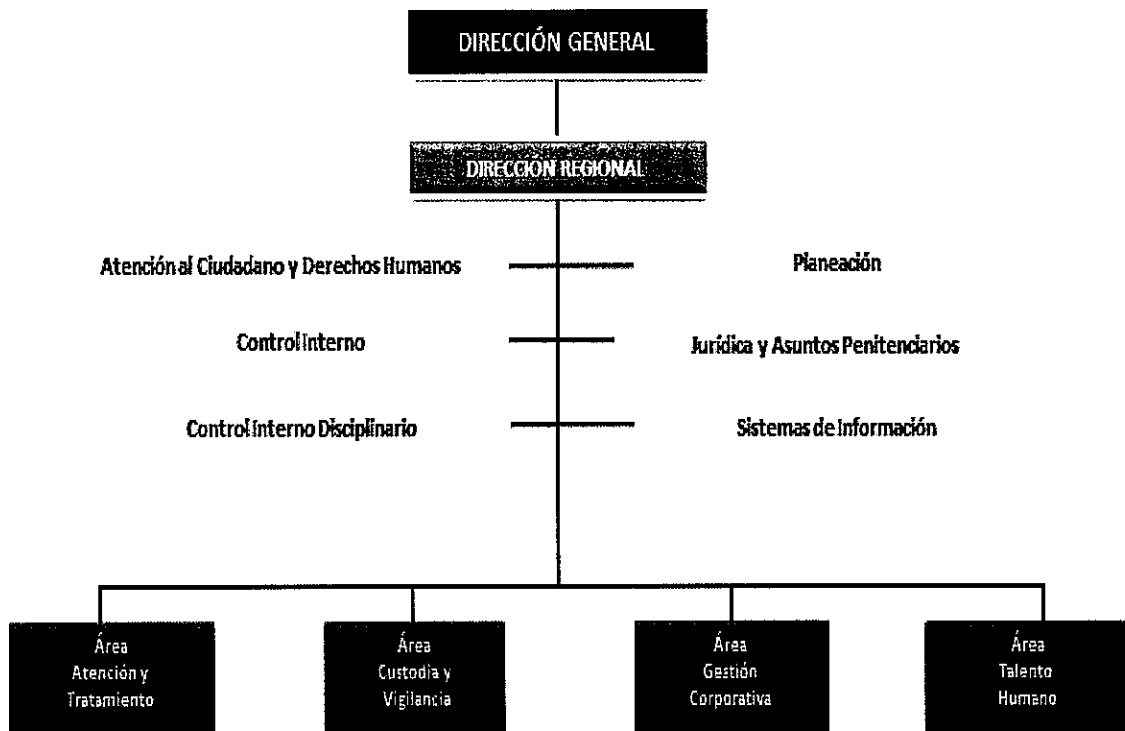 DIRECCIÓN GENERAL
DIRECCION REGIONAL
Atención al Ciudadano y Derechos Humanos
Planeación
Control Interno
Jurídica y Asuntos Penitenciarios
Control Interno Disciplinario
Sistemas de Información
Área
Atención y
Tratamiento
Área
Custodia y
Vigilancia
Área
Gestión
Corporativa
Área
Talento
Humano